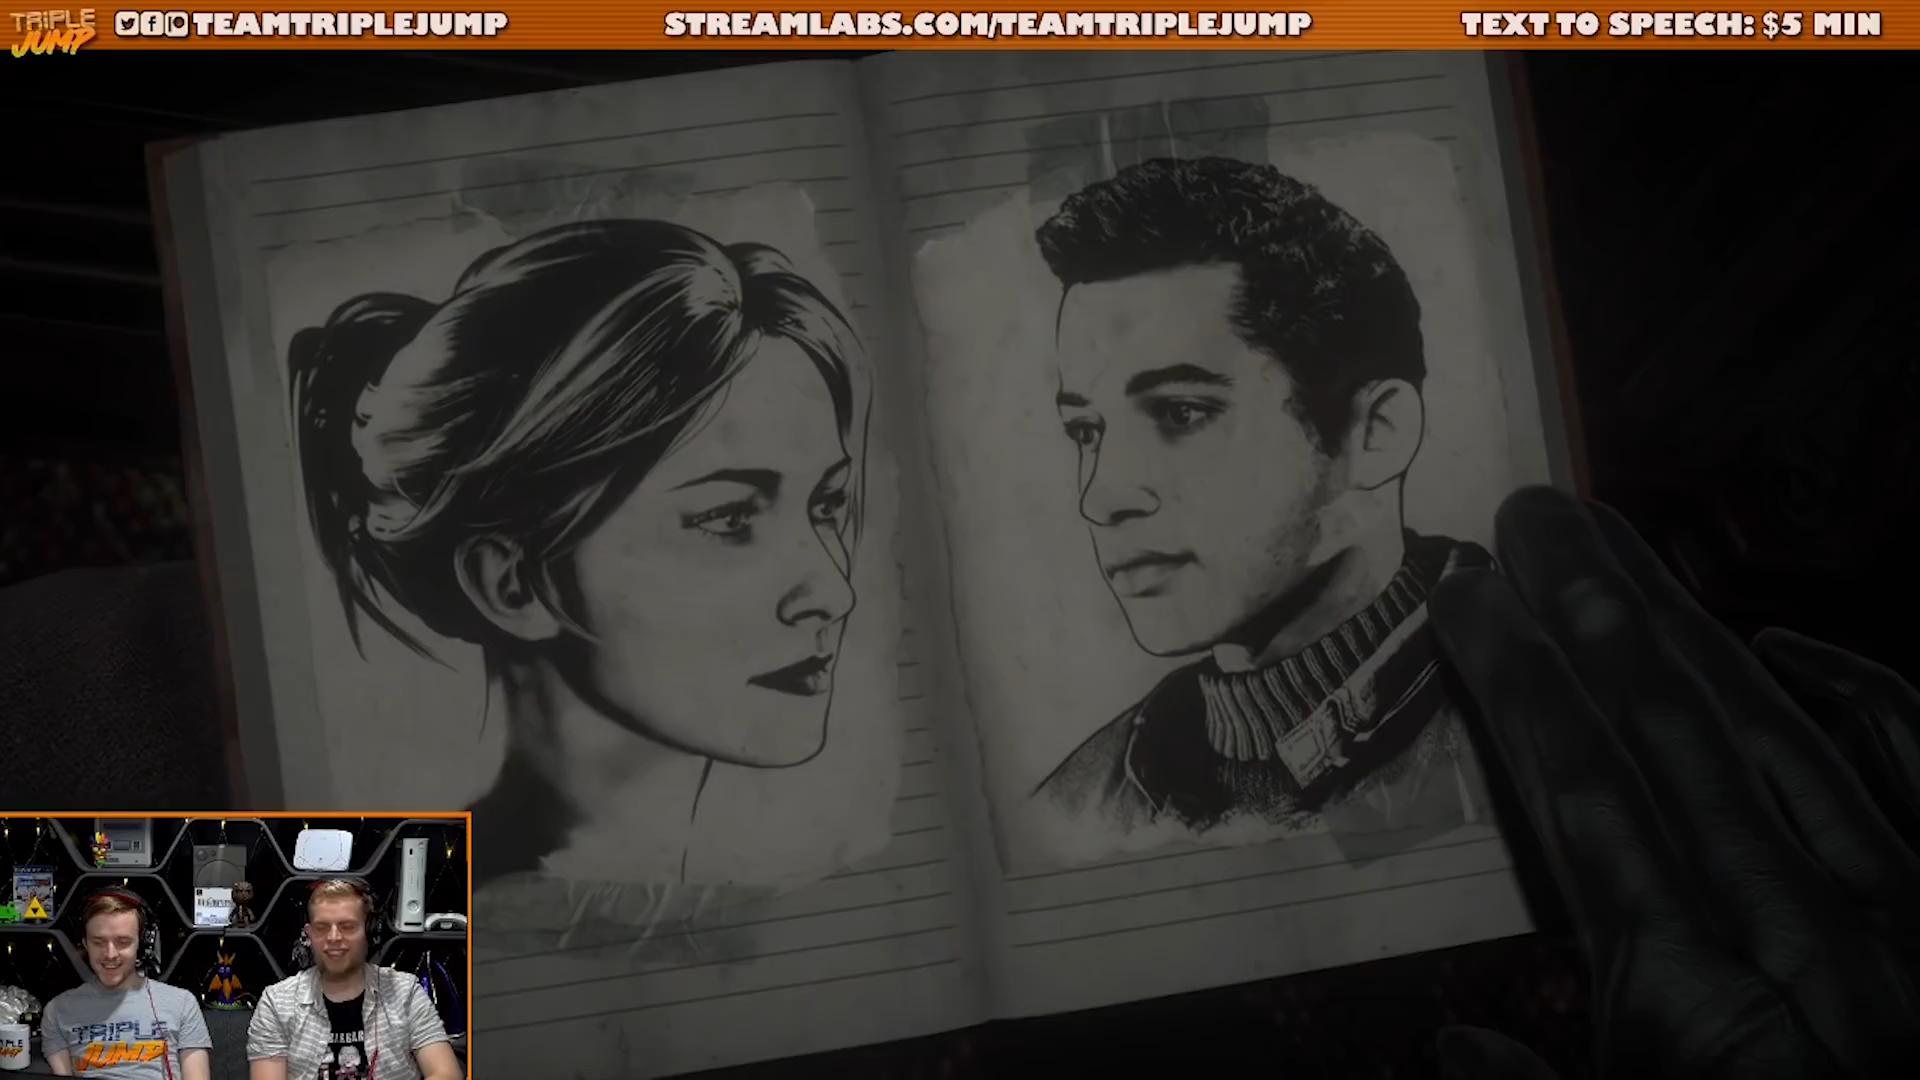 TRIPLE
JUMP
TEAMTRIPLEJUMP
STREAMLABS.COM/TEAMTRIPLEJUMP
TEXT TO SPEECH: $5 MIN
TRIPLE
JUMP